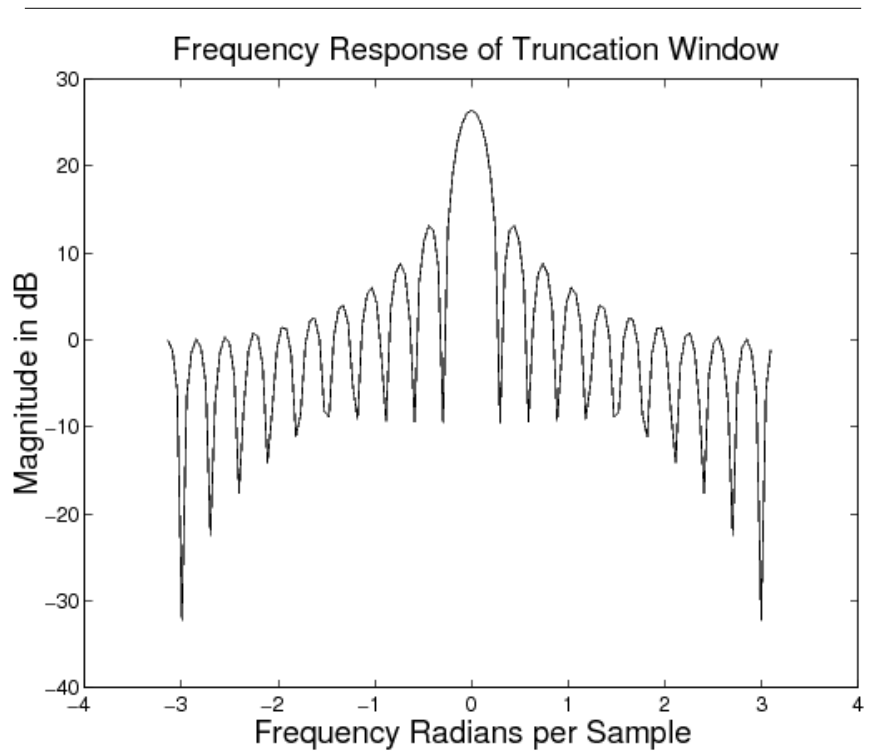 Frequency Response of Truncation Window
30
20
10
0
−10
−20
−30
−40
Magnitude in dB
−4 −3 −2 −1 0 1 2 3 4
Frequency Radians per Sample